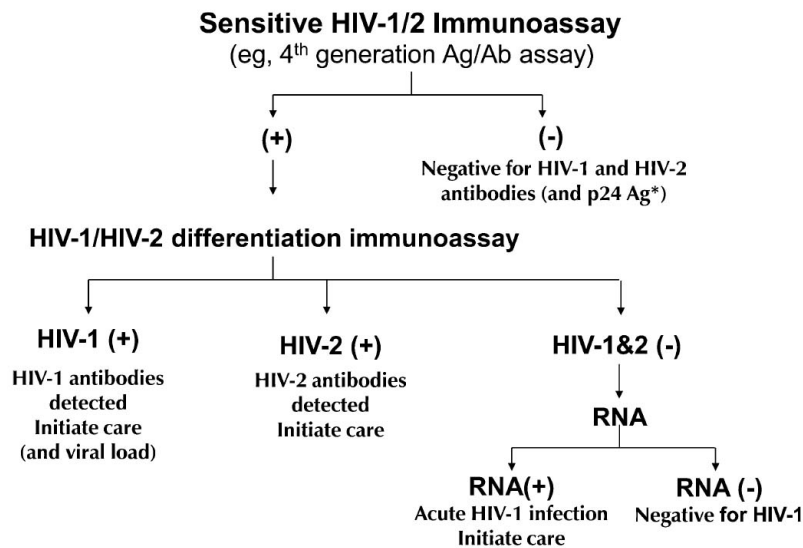 Sensitive HIV-1/2 Immunoassay
(eg, 4th generation Ag/Ab assay)
(+)
(-)
Negative for HIV-1 and HIV-2
antibodies (and p24 Ag*)
HIV-1/HIV-2 differentiation immunoassay
HIV-1 (+)
HIV-1 antibodies
detected
Initiate care
(and viral load)
HIV-2 (+)
HIV-2 antibodies
detected
Initiate care
HIV-1&2 (-)
RNA
RNA(+)
Acute HIV-1 infection
Initiate care
RNA (-)
Negative for HIV-1